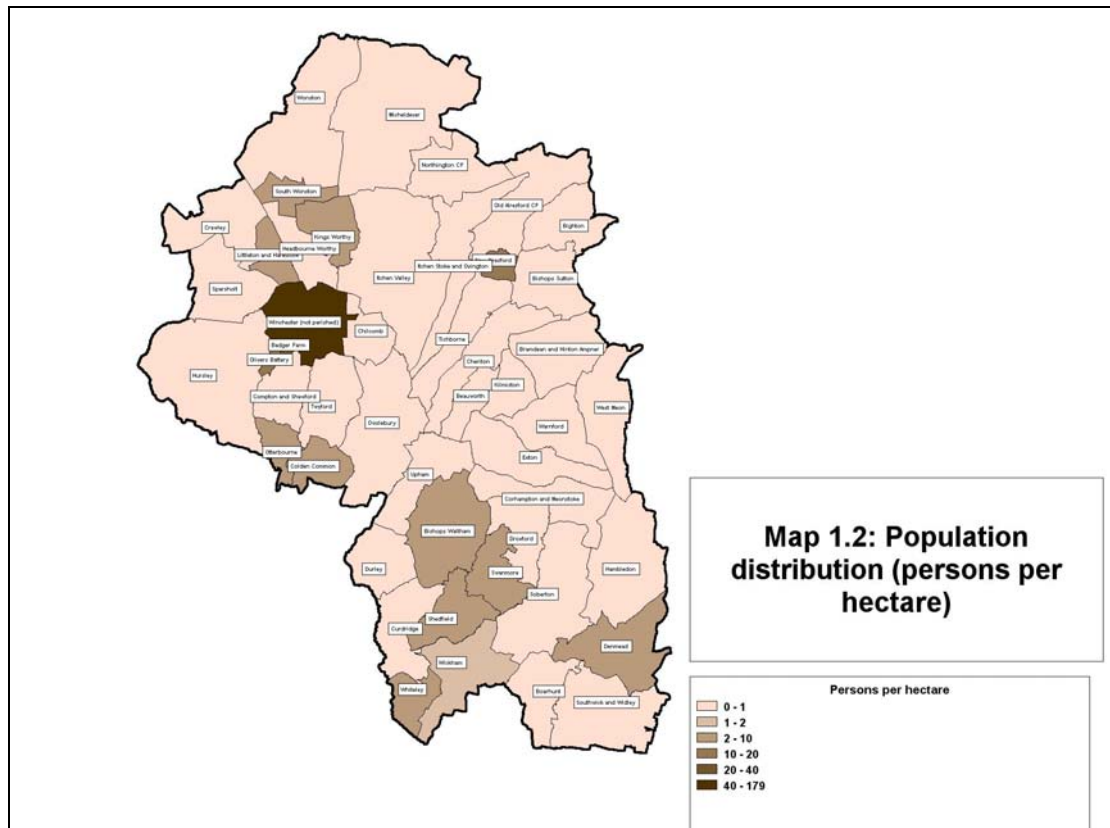 Wonston
Micheldever
Northington CP
South Wonston
Old Alresford CP
Bighton
Crawley
Kings Worthy
Headbourne Worthy
Littleton and
Itchen Stoke and Ovington
Itchen Valley
Bishops Sutton
Sparsholt
Winchester (not parished)
Chilcomb
Badger Farm
Tichborne
Bramdean and Hinton Ampner
Olivers Battery
Cheriton
Hursley
Kilmiston
Beauworth
Compton and Shawford
Twyford
West Meon
Owslebury
Warnford
Otterbourne
Exton
Colden Common
Upham
Corhampton and Meonstoke
Bishops Waltham
Droxford
Durley
Swanmore
Hambledon
Soberton
Shedfield
Curdridge
Denmead
Wickham
Whiteley
Boarhunt
Southwick and Widley
Map 1.2: Population
distribution (persons per
hectare)
Persons per hectare
0 - 1
1 - 2
2 - 10
10 - 20
20 - 40
40 - 179